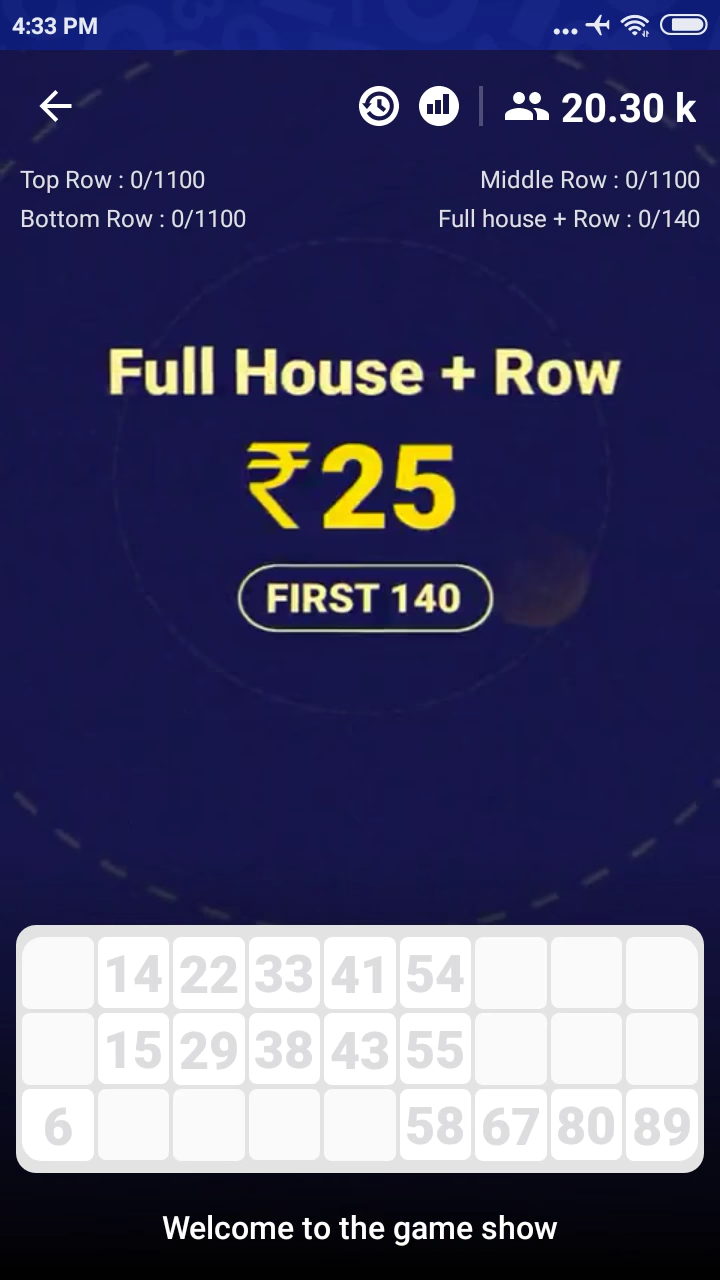 4:33 PM
20.30 k
Top Row : 0/1100 Middle Row : 0/1100
Bottom Row : 0/1100 Full house + Row : 0/140
Full House + Row
₹25
FIRST 140
14 22 33 41 54
15 29 38 43 55
6 58 67 80 89
Welcome to the game show